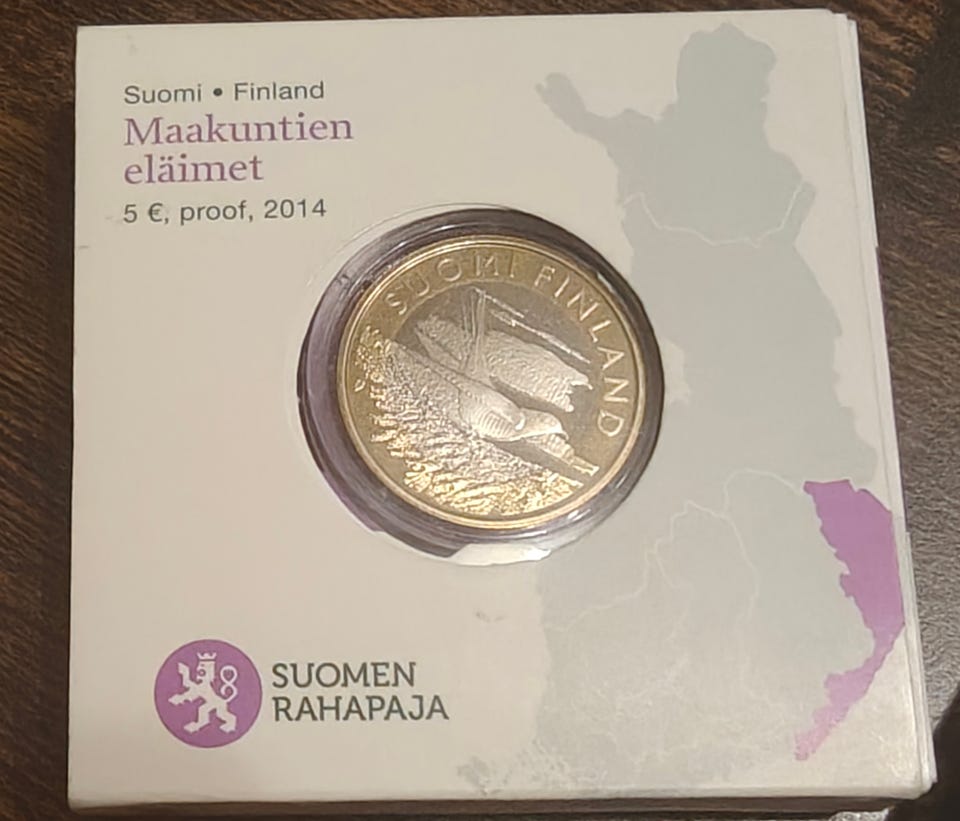 Suomi • Finland
Maakuntien
eläimet
5 €, proof, 2014
SUOMI FINLAND
SUOMEN
RAHAPAJA